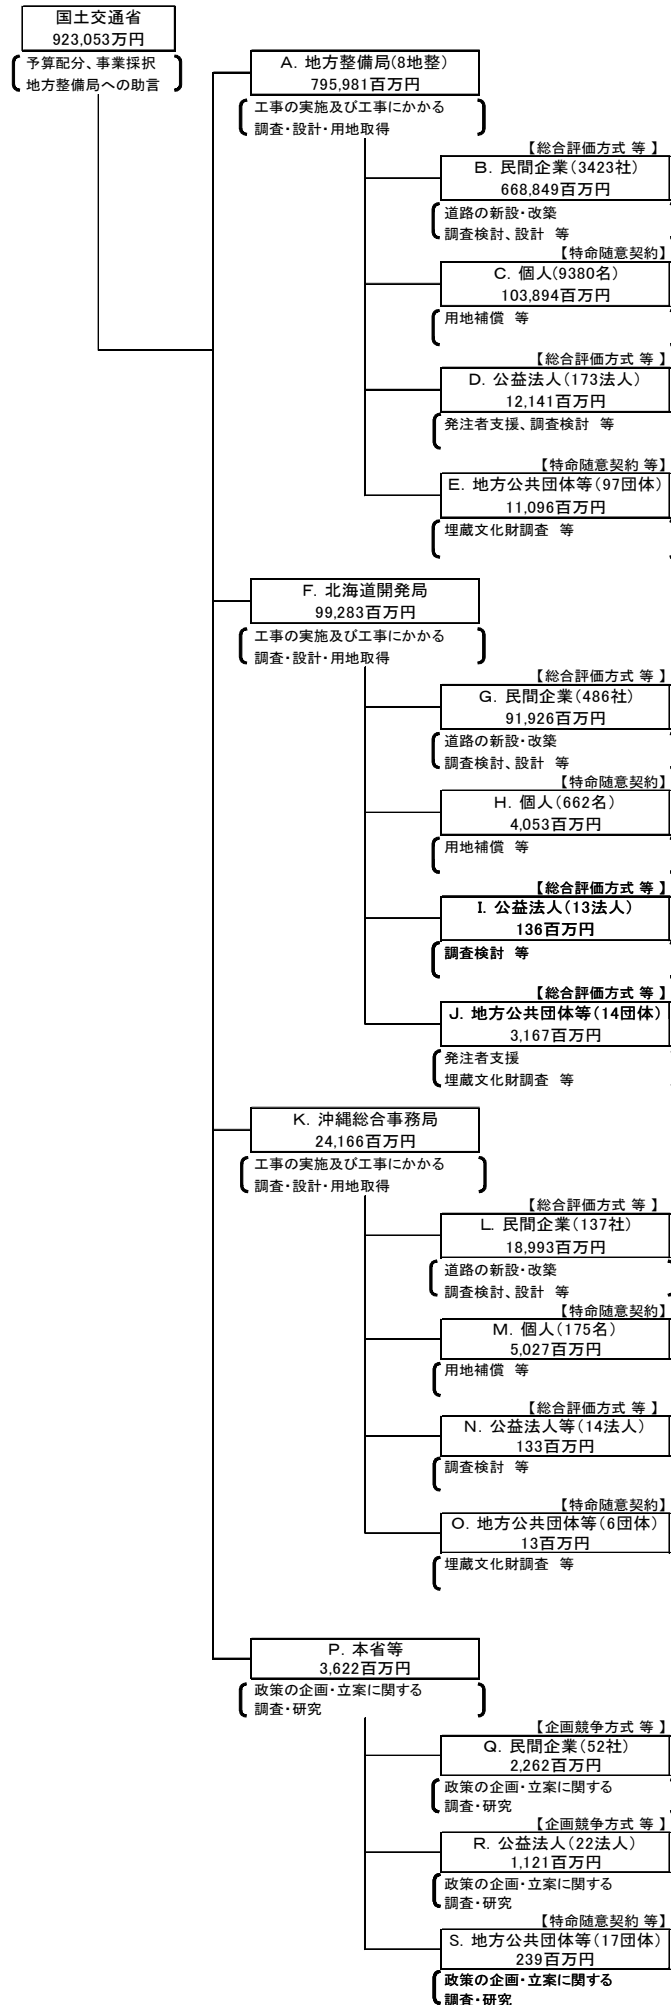 国土交通省
923,053万円
予算配分、事業採択
地方整備局への助言
A. 地方整備局(8地整)
795,981百万円
工事の実施及び工事にかかる
調査・設計・用地取得
【総合評価方式 等 】
B. 民間企業(3423社)
668,849百万円
道路の新設・改築
調査検討、設計 等
【特命随意契約】
C. 個人(9380名)
103,894百万円
用地補償 等
【総合評価方式 等 】
D. 公益法人(173法人)
12,141百万円
発注者支援、調査検討 等
【特命随意契約 等】
E. 地方公共団体等(97団体)
11,096百万円
埋蔵文化財調査 等
F. 北海道開発局
99,283百万円
工事の実施及び工事にかかる
調査・設計・用地取得
【総合評価方式 等 】
G. 民間企業(486社)
91,926百万円
道路の新設・改築
調査検討、設計 等
【特命随意契約】
H. 個人(662名)
4,053百万円
用地補償 等
【総合評価方式 等 】
I. 公益法人(13法人)
136百万円
調査検討 等
【総合評価方式 等 】
J. 地方公共団体等(14団体)
3,167百万円
発注者支援
埋蔵文化財調査 等
K. 沖縄総合事務局
24,166百万円
工事の実施及び工事にかかる
調査・設計・用地取得
【総合評価方式 等 】
L. 民間企業(137社)
18,993百万円
道路の新設・改築
調査検討、設計 等
【特命随意契約】
M. 個人(175名)
5,027百万円
用地補償 等
【総合評価方式 等 】
N. 公益法人等(14法人)
133百万円
調査検討 等
【特命随意契約】
O. 地方公共団体等(6団体)
13百万円
埋蔵文化財調査 等
P. 本省等
3,622百万円
政策の企画・立案に関する
調査・研究
【企画競争方式 等 】
Q. 民間企業(52社)
2,262百万円
政策の企画・立案に関する
調査・研究
【企画競争方式 等 】
R. 公益法人(22法人)
1,121百万円
政策の企画・立案に関する
調査・研究
【特命随意契約 等】
S. 地方公共団体等(17団体)
239百万円
政策の企画・立案に関する
調査・研究